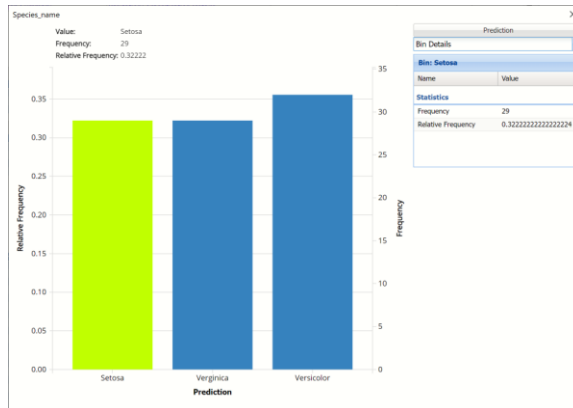 Species_name
Value: Setosa
Frequency: 29
Relative Frequency: 0.32222
Prediction
Bin Details
Bin: Setosa
Name Value
Statistics
Frequency 29
Relative Frequency 0.32222222222222224
Relative Frequency
0.35
0.30
0.25
0.20
0.15
0.10
0.05
0.00
35
30
25
20
15
10
5
0
Frequency
Setosa Verginica Versicolor
Prediction